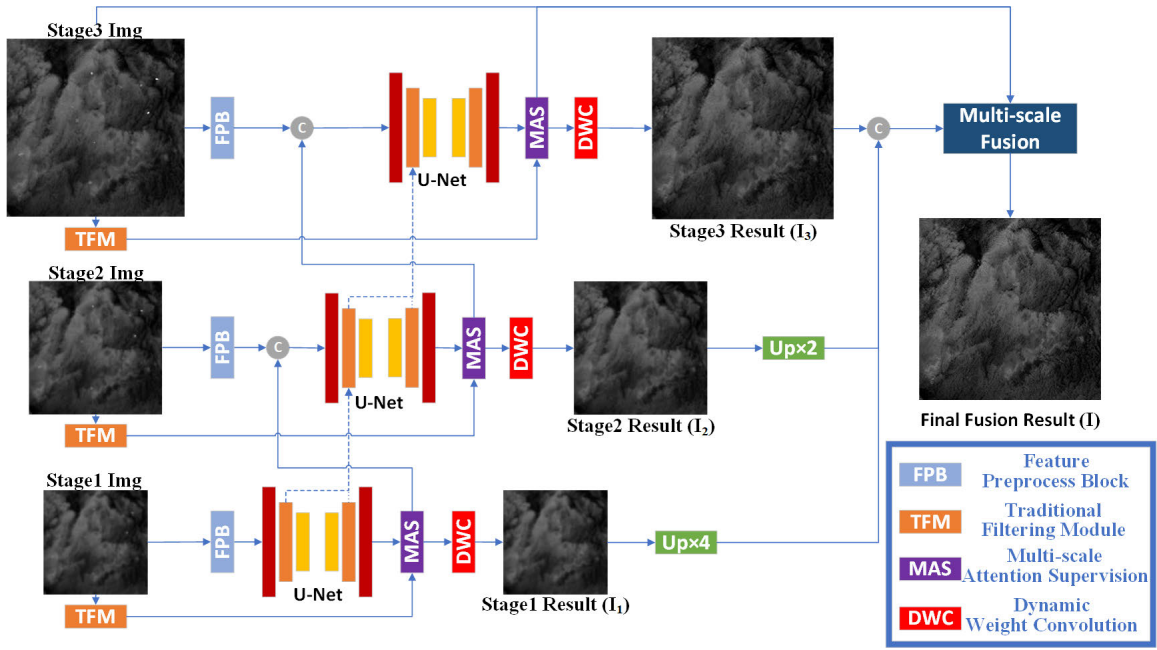 Stage3 Img
FPB
C
U-Net
MAS
DWC
Stage3 Result (I₃)
C
Multi-scale
Fusion
TFM
Stage2 Img
FPB
C
U-Net
MAS
DWC
Stage2 Result (I₂)
Up×2
TFM
Final Fusion Result (I)
Stage1 Img
FPB
U-Net
MAS
DWC
Stage1 Result (I₁)
Up×4
TFM
FPB
Feature
Preprocess Block
TFM
Traditional
Filtering Module
MAS
Multi-scale
Attention Supervision
DWC
Dynamic
Weight Convolution